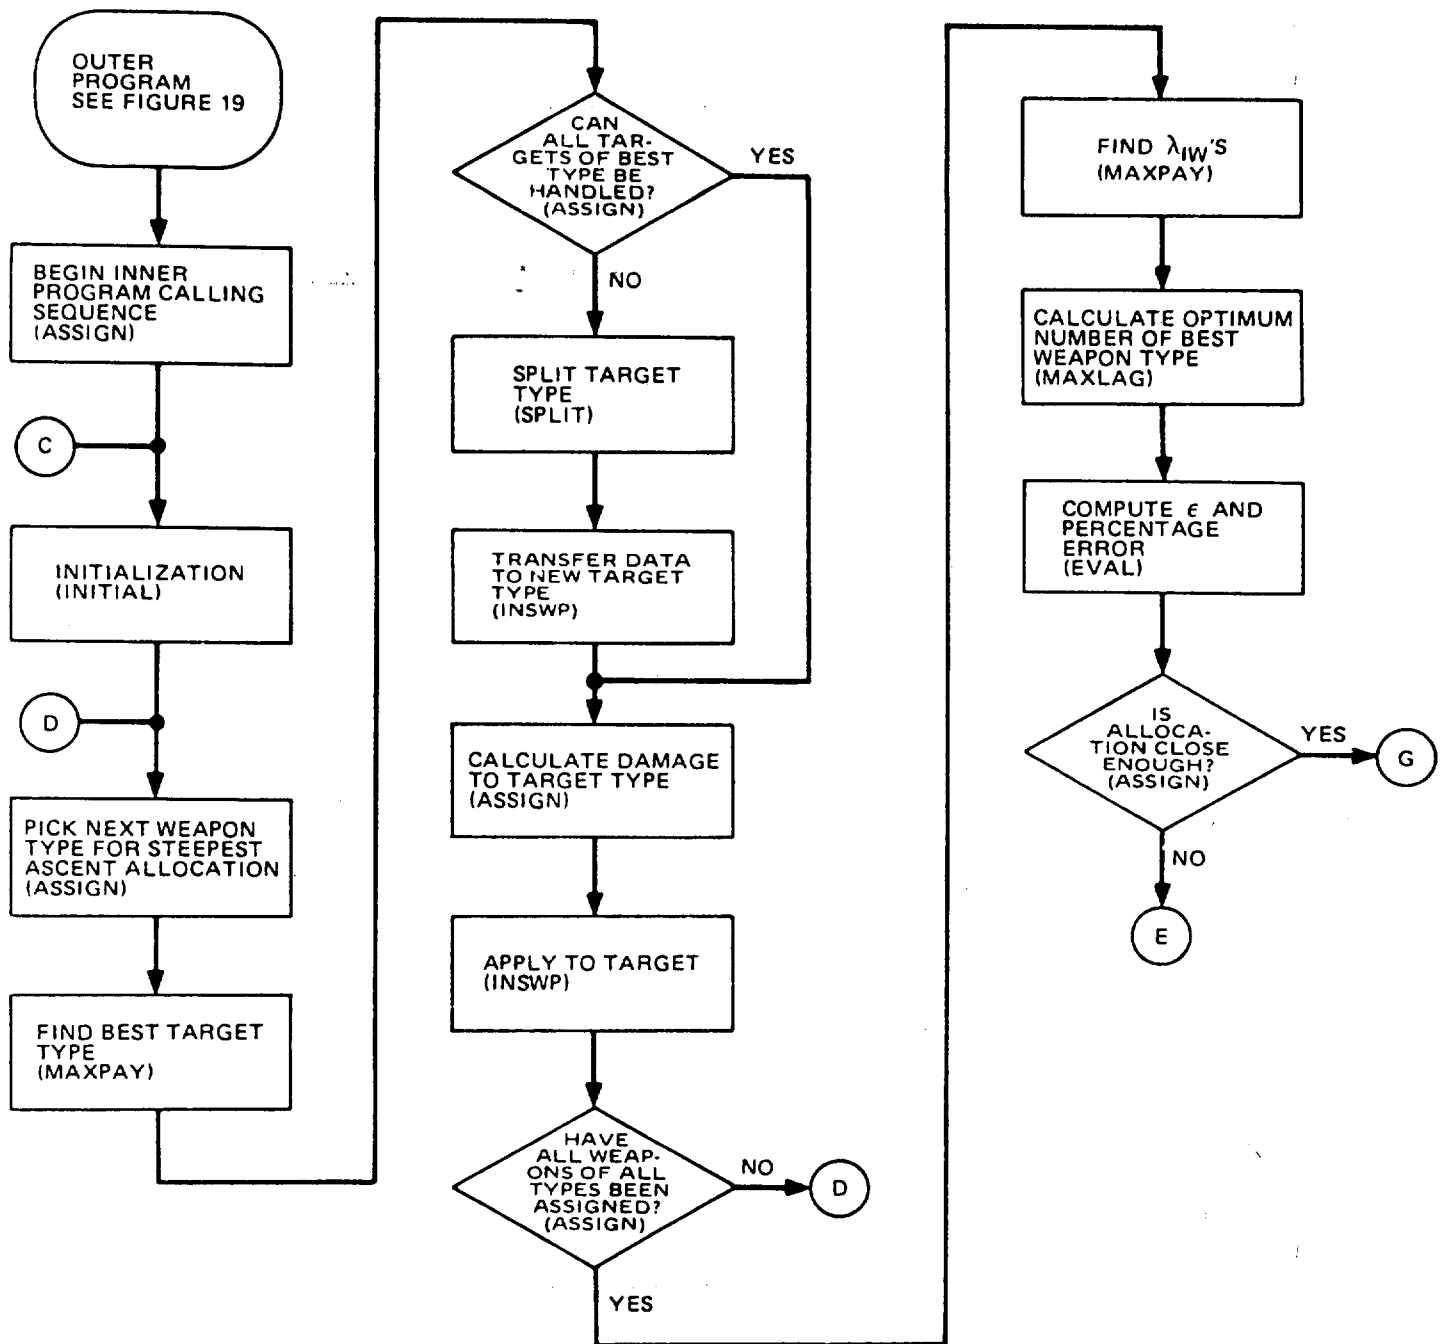 OUTER
PROGRAM
SEE FIGURE 19
BEGIN INNER
PROGRAM CALLING
SEQUENCE
(ASSIGN)
C
INITIALIZATION
(INITIAL)
D
PICK NEXT WEAPON
TYPE FOR STEEPEST
ASCENT ALLOCATION
(ASSIGN)
FIND BEST TARGET
TYPE
(MAXPAY)
CAN
ALL TAR-
GETS OF BEST
TYPE BE
HANDLED?
(ASSIGN)
YES
NO
SPLIT TARGET
TYPE
(SPLIT)
TRANSFER DATA
TO NEW TARGET
TYPE
(INSWP)
CALCULATE DAMAGE
TO TARGET TYPE
(ASSIGN)
APPLY TO TARGET
(INSWP)
HAVE
ALL WEAP-
ONS OF ALL
TYPES BEEN
ASSIGNED?
(ASSIGN)
NO
D
YES
FIND λIW'S
(MAXPAY)
CALCULATE OPTIMUM
NUMBER OF BEST
WEAPON TYPE
(MAXLAG)
COMPUTE ϵ AND
PERCENTAGE
ERROR
(EVAL)
IS
ALLOCA-
TION CLOSE
ENOUGH?
(ASSIGN)
YES
G
NO
E